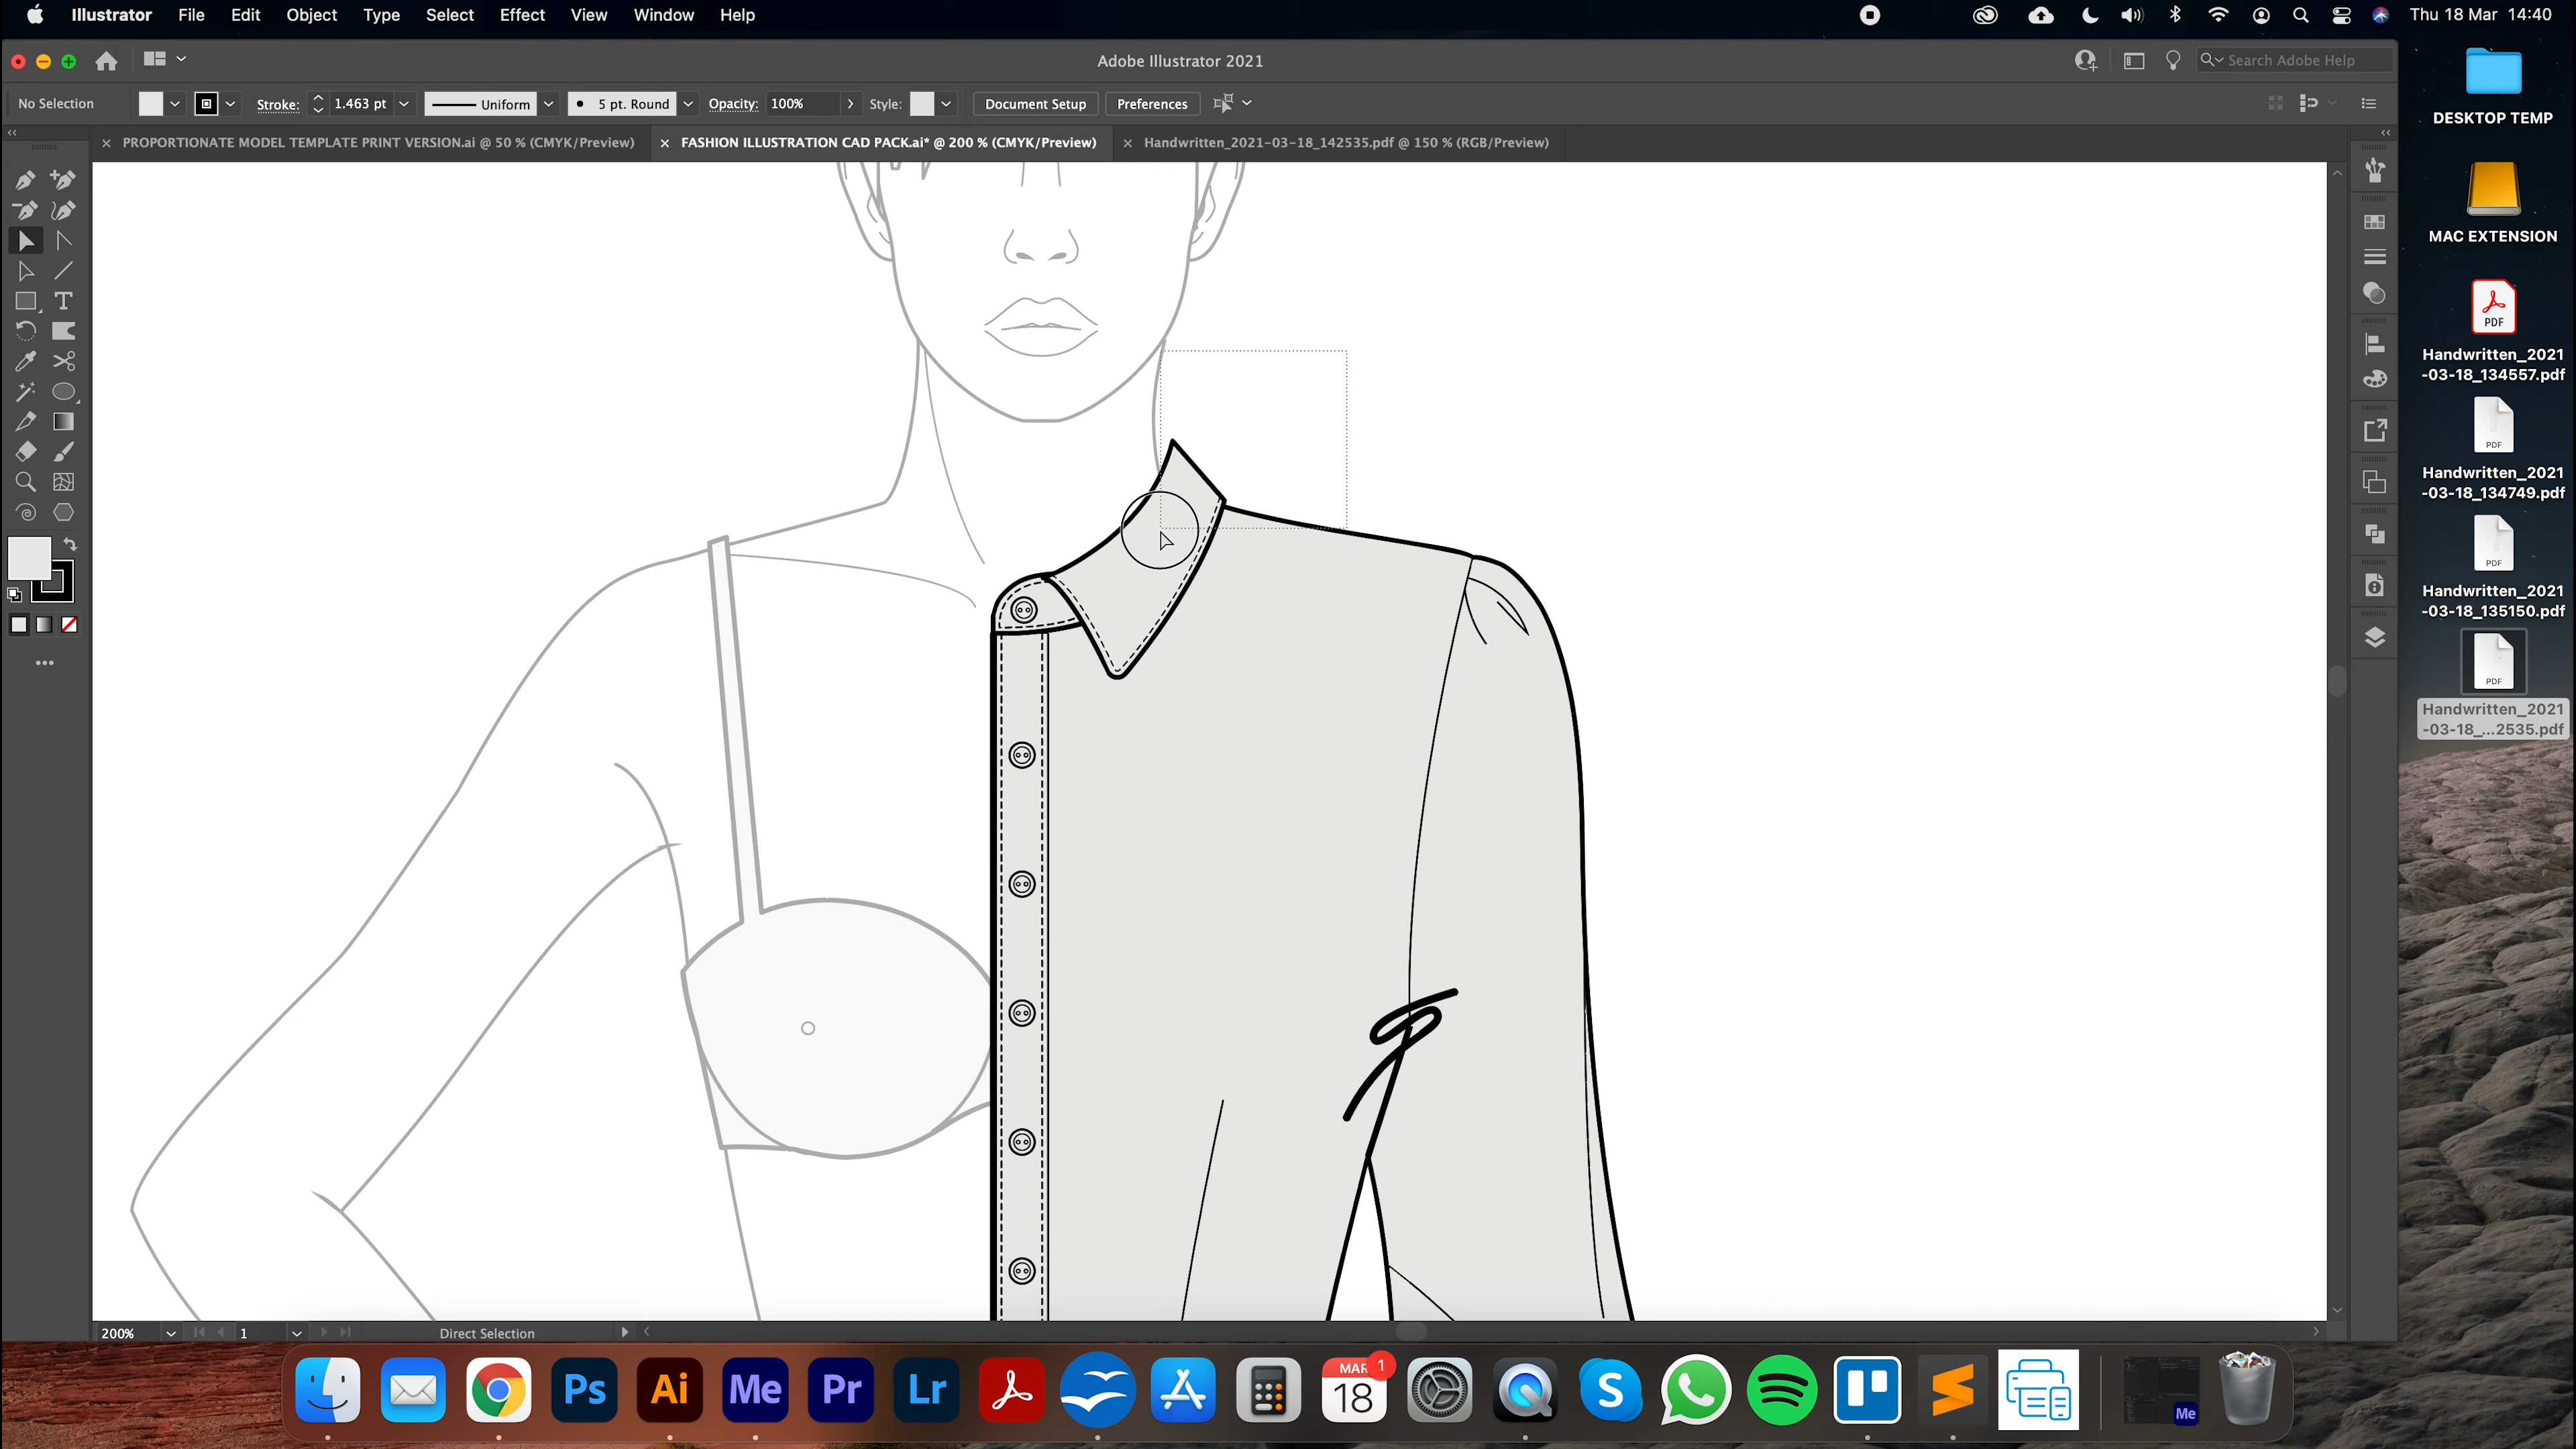 Illustrator File Edit Object Type Select Effect View Window Help Thu 18 Mar 14:40
Adobe Illustrator 2021 Search Adobe Help
No Selection Stroke: 1.463 pt Uniform 5 pt. Round Opacity: 100% Style: Document Setup Preferences
PROPORTIONATE MODEL TEMPLATE PRINT VERSION.ai @ 50 % (CMYK/Preview) FASHION ILLUSTRATION CAD PACK.ai* @ 200 % (CMYK/Preview) Handwritten_2021-03-18_142535.pdf @ 150 % (RGB/Preview)
DESKTOP TEMP
MAC EXTENSION
PDF
Handwritten_2021
-03-18_134557.pdf
PDF
Handwritten_2021
-03-18_134749.pdf
PDF
Handwritten_2021
-03-18_135150.pdf
PDF
Handwritten_2021
-03-18_...2535.pdf
200% 1 Direct Selection
Ps Ai Me Pr Lr MAR 18 1 S Me